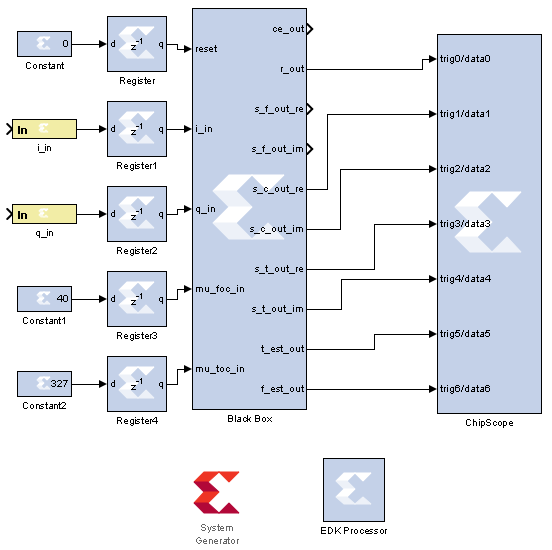 0
Constant
d
z-1
q
Register
In
i_in
d
z-1
q
Register1
In
q_in
d
z-1
q
Register2
40
Constant1
d
z-1
q
Register3
327
Constant2
d
z-1
q
Register4
reset
i_in
q_in
mu_foc_in
mu_toc_in
ce_out
r_out
s_f_out_re
s_f_out_im
s_c_out_re
s_c_out_im
s_t_out_re
s_t_out_im
t_est_out
f_est_out
Black Box
trig0/data0
trig1/data1
trig2/data2
trig3/data3
trig4/data4
trig5/data5
trig6/data6
ChipScope
System
Generator
EDK Processor